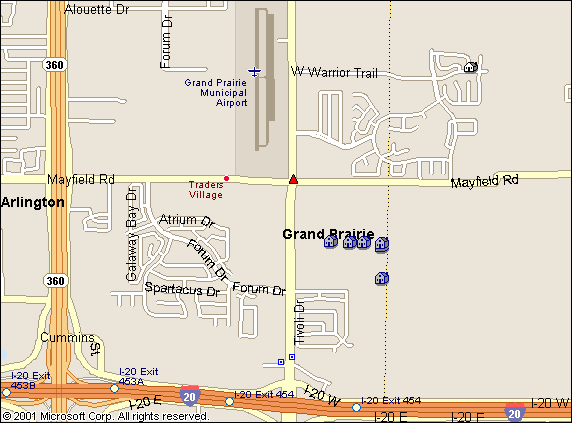 Alouette Dr
Forum Dr
360
W Warrior Trail
Grand Prairie
Municipal
Airport
Mayfield Rd
Mayfield Rd
Traders
Village
Arlington
Galaway Bay Dr
Atrium Dr
Grand Prairie
Forum Dr
360
Spartacus Dr
Forum Dr
Tivoli Dr
Cummins
St
I-20 Exit
453B
I-20 Exit
453A
20
I-20 Exit 454
I-20 W
I-20 Exit 454
I-20 W
20
I-20 E
I-20 E
I-20 F
© 2001 Microsoft Corp. All rights reserved.